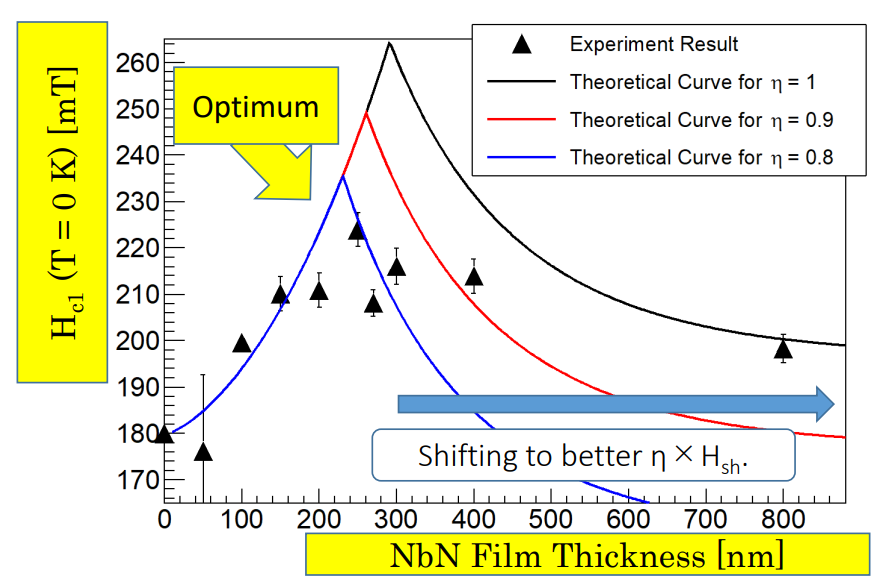 H_c1 (T = 0 K) [mT]
260
250
240
230
220
210
200
190
180
170
Optimum
Experiment Result
Theoretical Curve for η = 1
Theoretical Curve for η = 0.9
Theoretical Curve for η = 0.8
Shifting to better η × H_sh.
0 100 200 300 400 500 600 700 800
NbN Film Thickness [nm]